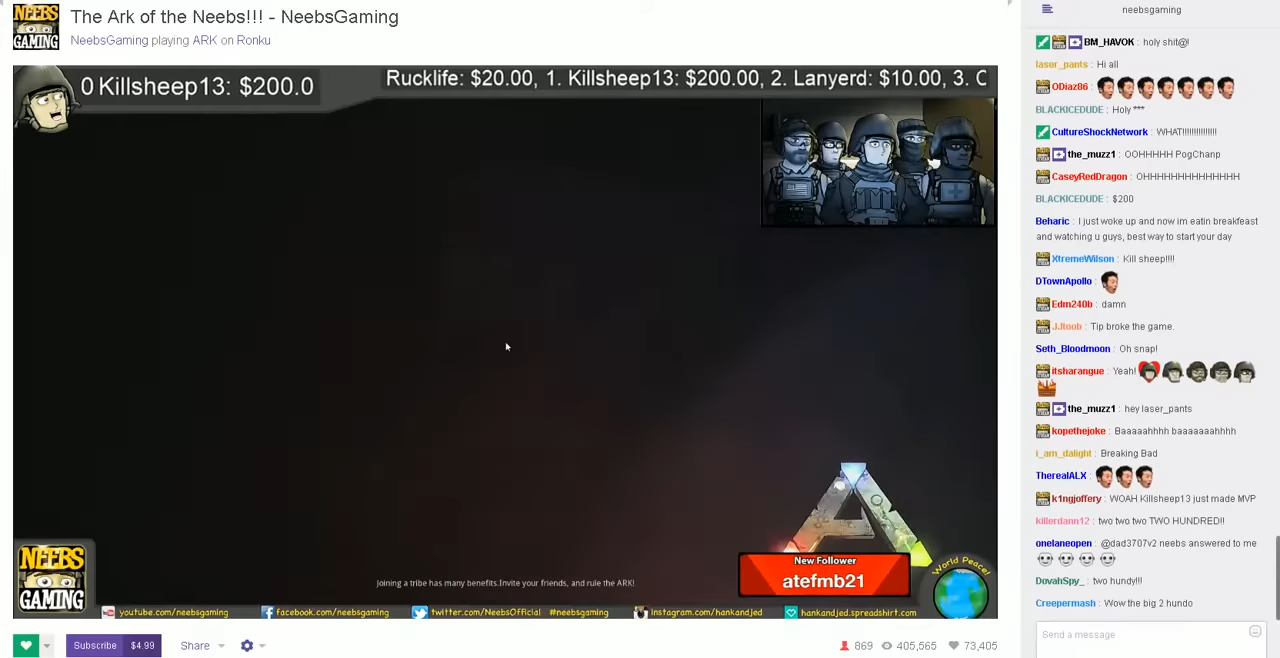 The Ark of the Neebs!!! - NeebsGaming
NeebsGaming playing ARK on Ronku
NEEBS
GAMING
0 Killsheep13: $200.0
Rucklife: $20.00, 1. Killsheep13: $200.00, 2. Lanyerd: $10.00, 3. C
Joining a tribe has many benefits.Invite your friends, and rule the ARK!
New Follower
atefmb21
World Peace!
NEEBS
GAMING
youtube.com/neebsgaming
facebook.com/neebsgaming
twitter.com/NeebsOfficial #neebsgaming
instagram.com/hankandjed
hankandjed.spreadshirt.com
Subscribe $4.99
Share
869 405,565 73,405
neebsgaming
BM_HAVOK : holy shit@!
laser_pants : Hi all
ODiaz86 :
BLACKICEDUDE : Holy ***
CultureShockNetwork : WHAT!!!!!!!!!!!!!!!
the_muzz1 : OOHHHHH PogChanp
CaseyRedDragon : OHHHHHHHHHHHHHH
BLACKICEDUDE : $200
Beharic : I just woke up and now im eatin breakfeast
and watching u guys, best way to start your day
XtremeWilson : Kill sheep!!!!
DTownApollo :
Edm240b : damn
JJtoob : Tip broke the game.
Seth_Bloodmoon : Oh snap!
itsharangue : Yeah!
the_muzz1 : hey laser_pants
kopethejoke : Baaaaahhhh baaaaaaahhhh
i_am_dalight : Breaking Bad
TherealALX :
k1ngjoffery : WOAH Killsheep13 just made MVP
killerdann12 : two two two TWO HUNDRED!!
onelaneopen : @dad3707v2 neebs answered to me
DovahSpy_ : two hundy!!!
Creepermash : Wow the big 2 hundo
Send a message